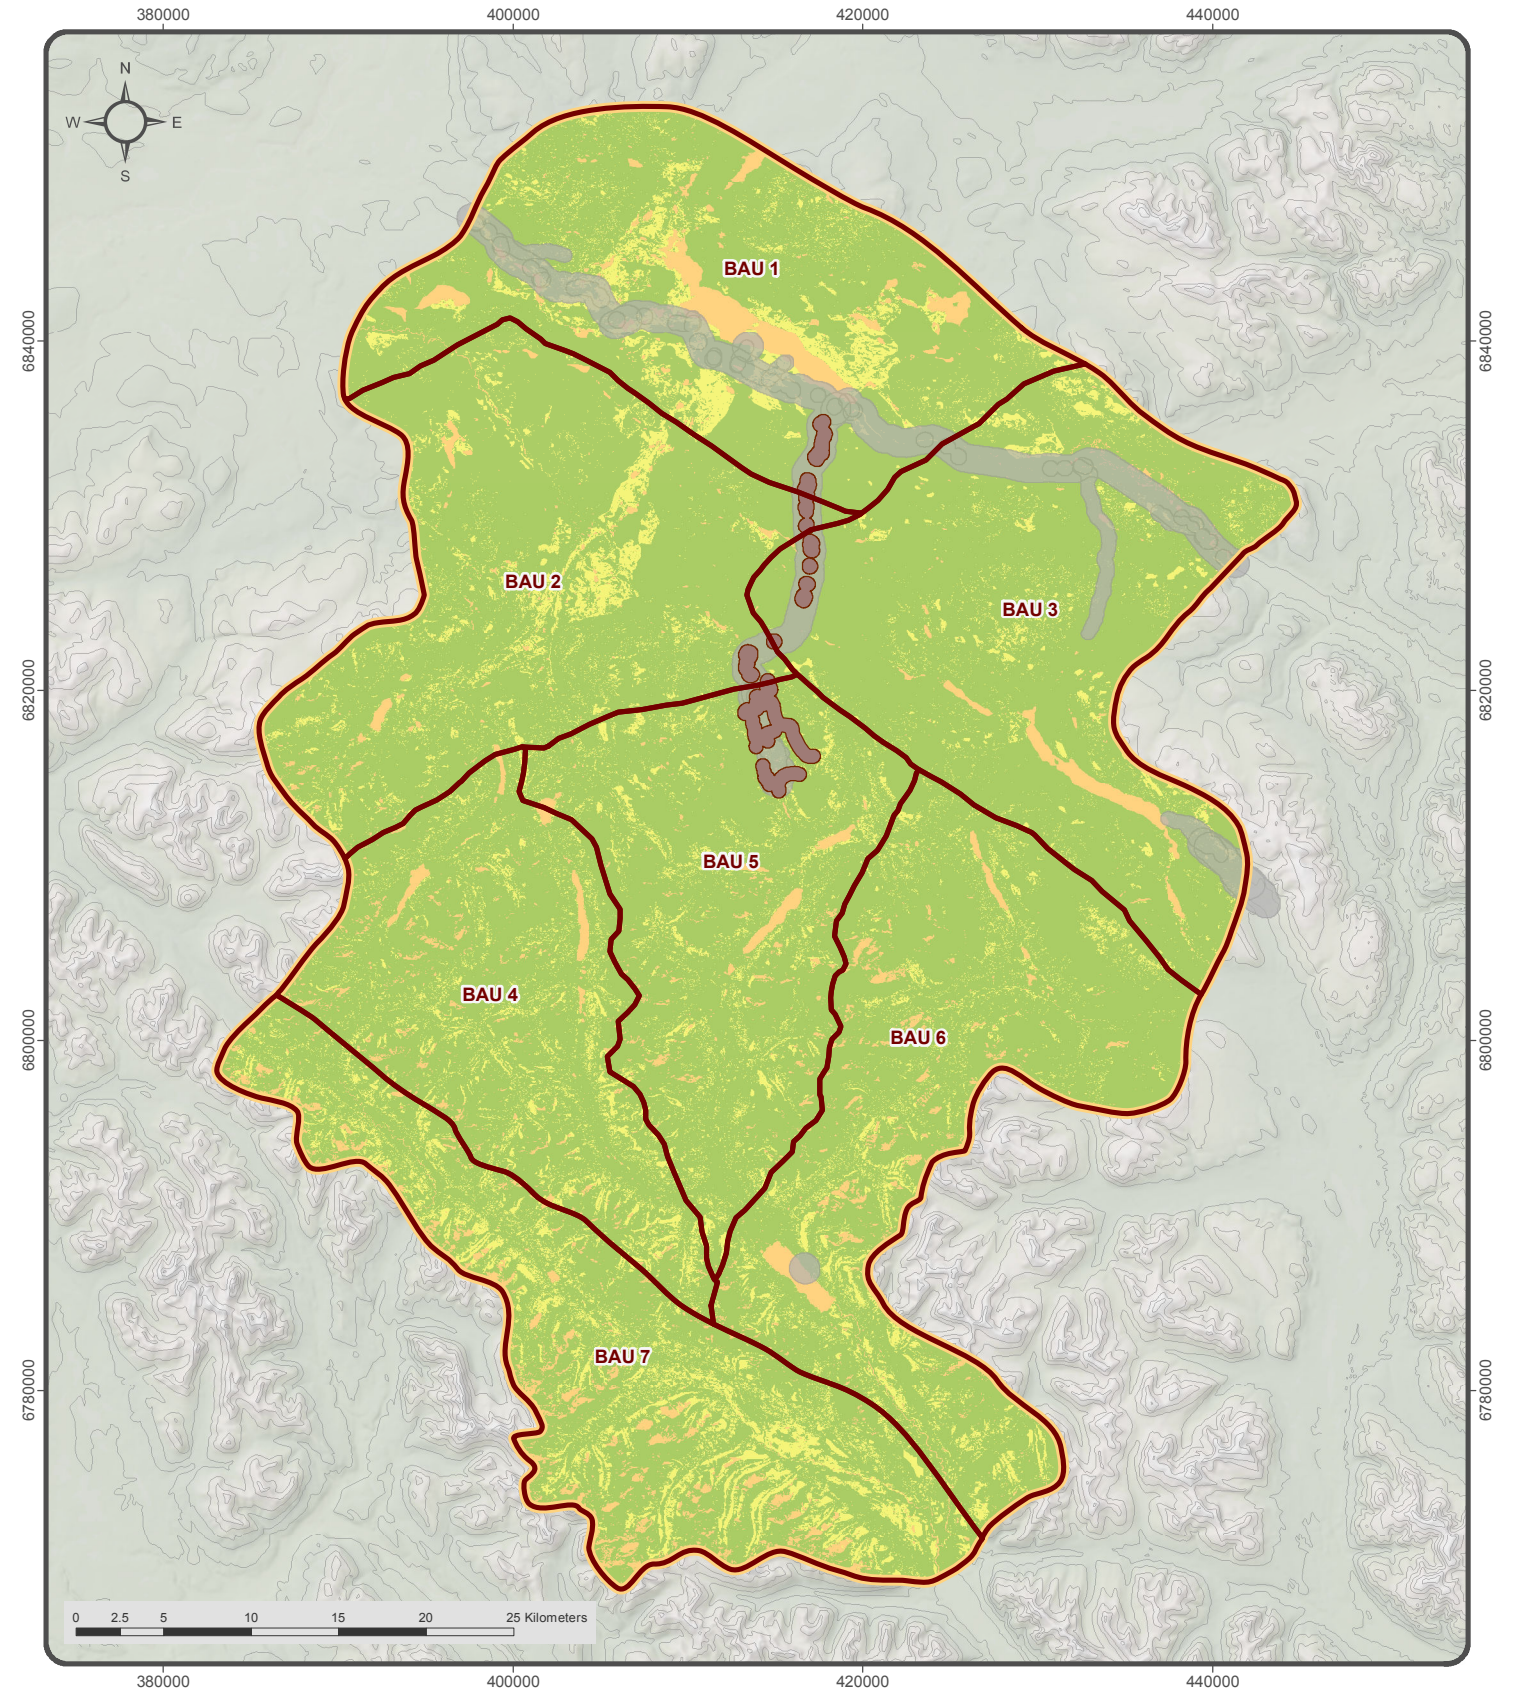 380000 400000 420000 440000
N
W E
S
6840000 6840000
6820000 6820000
6800000 6800000
6780000 6780000
BAU 1
BAU 2
BAU 3
BAU 5
BAU 4
BAU 6
BAU 7
0 2.5 5 10 15 20 25 Kilometers
380000 400000 420000 440000